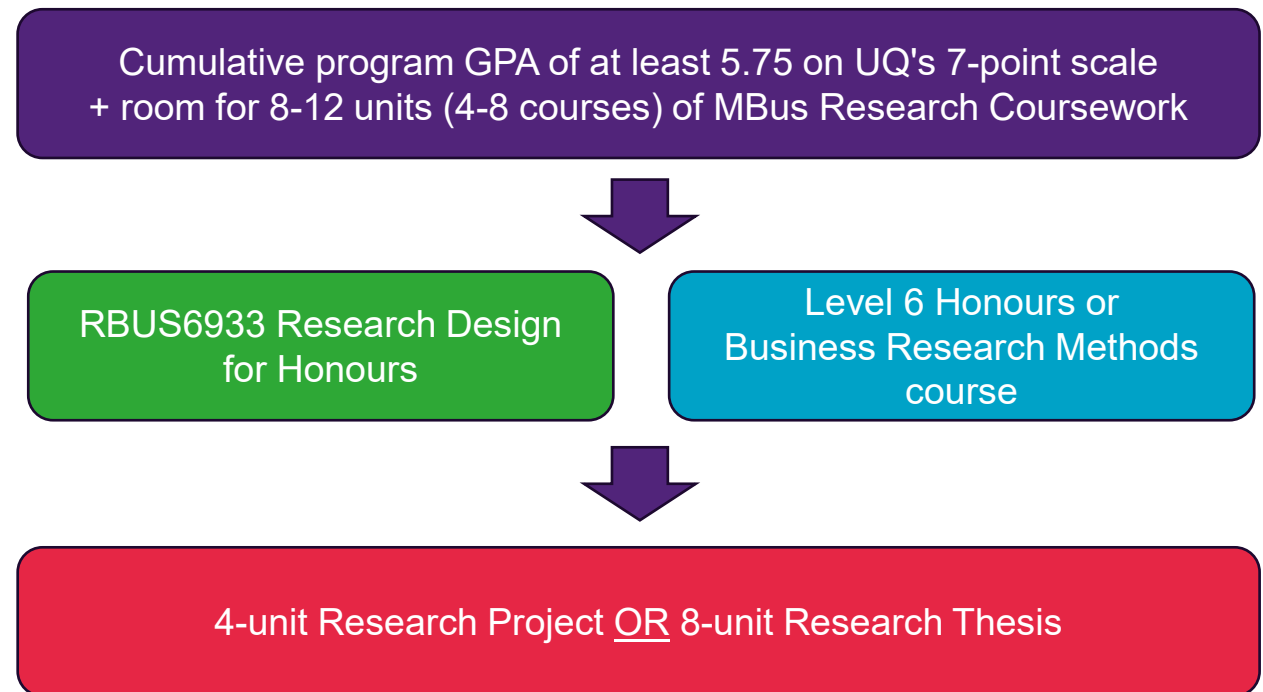 Cumulative program GPA of at least 5.75 on UQ's 7-point scale
+ room for 8-12 units (4-8 courses) of MBus Research Coursework
RBUS6933 Research Design
for Honours
Level 6 Honours or
Business Research Methods
course
4-unit Research Project OR 8-unit Research Thesis